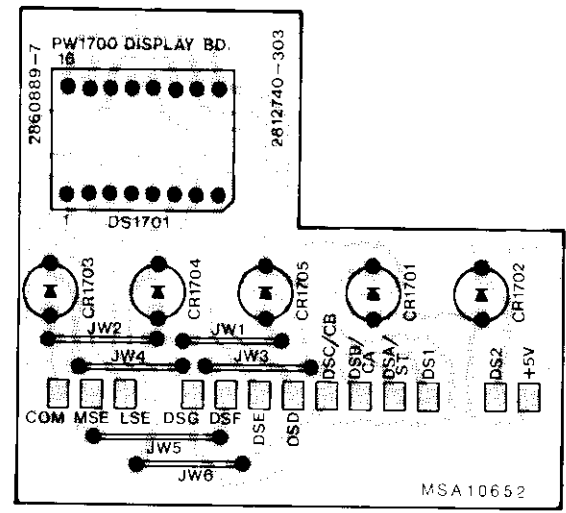 PW1700 DISPLAY BD.
16
2860889-7
2812740-303
1
DS1701
CR1703
CR1704
CR1705
CR1701
CR1702
JW2
JW1
JW4
JW3
DSC/CB
DSB/
CA
DSA/
ST
DS1
DS2
+5V
COM MSE LSE DSG DSF
DSE
DSD
JW5
JW6
MSA10652